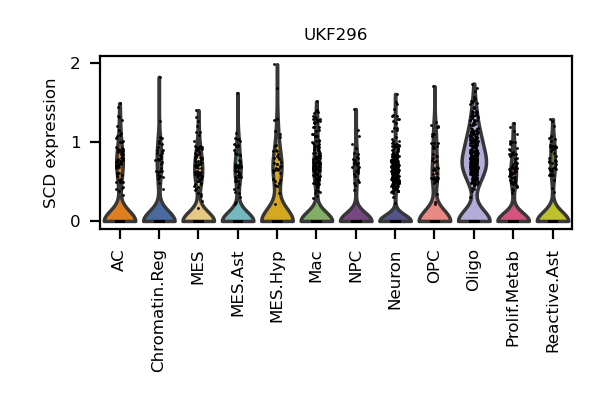 UKF296
SCD expression
2
1
0
AC
Chromatin.Reg
MES
MES.Ast
MES.Hyp
Mac
NPC
Neuron
OPC
Oligo
Prolif.Metab
Reactive.Ast